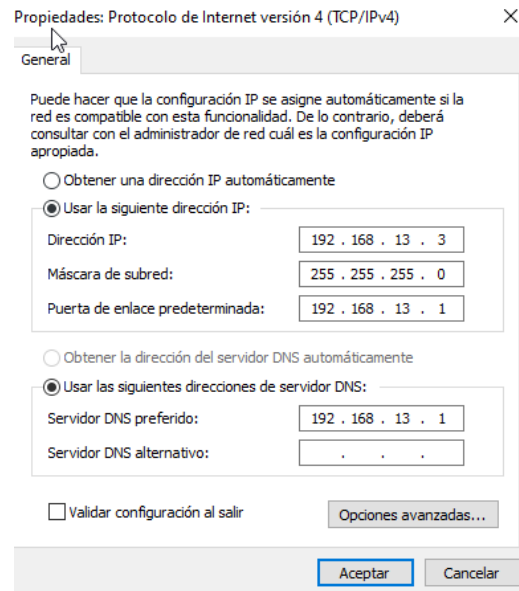 Propiedades: Protocolo de Internet versión 4 (TCP/IPv4)
General
Puede hacer que la configuración IP se asigne automáticamente si la
red es compatible con esta funcionalidad. De lo contrario, deberá
consultar con el administrador de red cuál es la configuración IP
apropiada.
Obtener una dirección IP automáticamente
Usar la siguiente dirección IP:
Dirección IP: 192 . 168 . 13 . 3
Máscara de subred: 255 . 255 . 255 . 0
Puerta de enlace predeterminada: 192 . 168 . 13 . 1
Obtener la dirección del servidor DNS automáticamente
Usar las siguientes direcciones de servidor DNS:
Servidor DNS preferido: 192 . 168 . 13 . 1
Servidor DNS alternativo: . . .
Validar configuración al salir
Opciones avanzadas...
Aceptar Cancelar